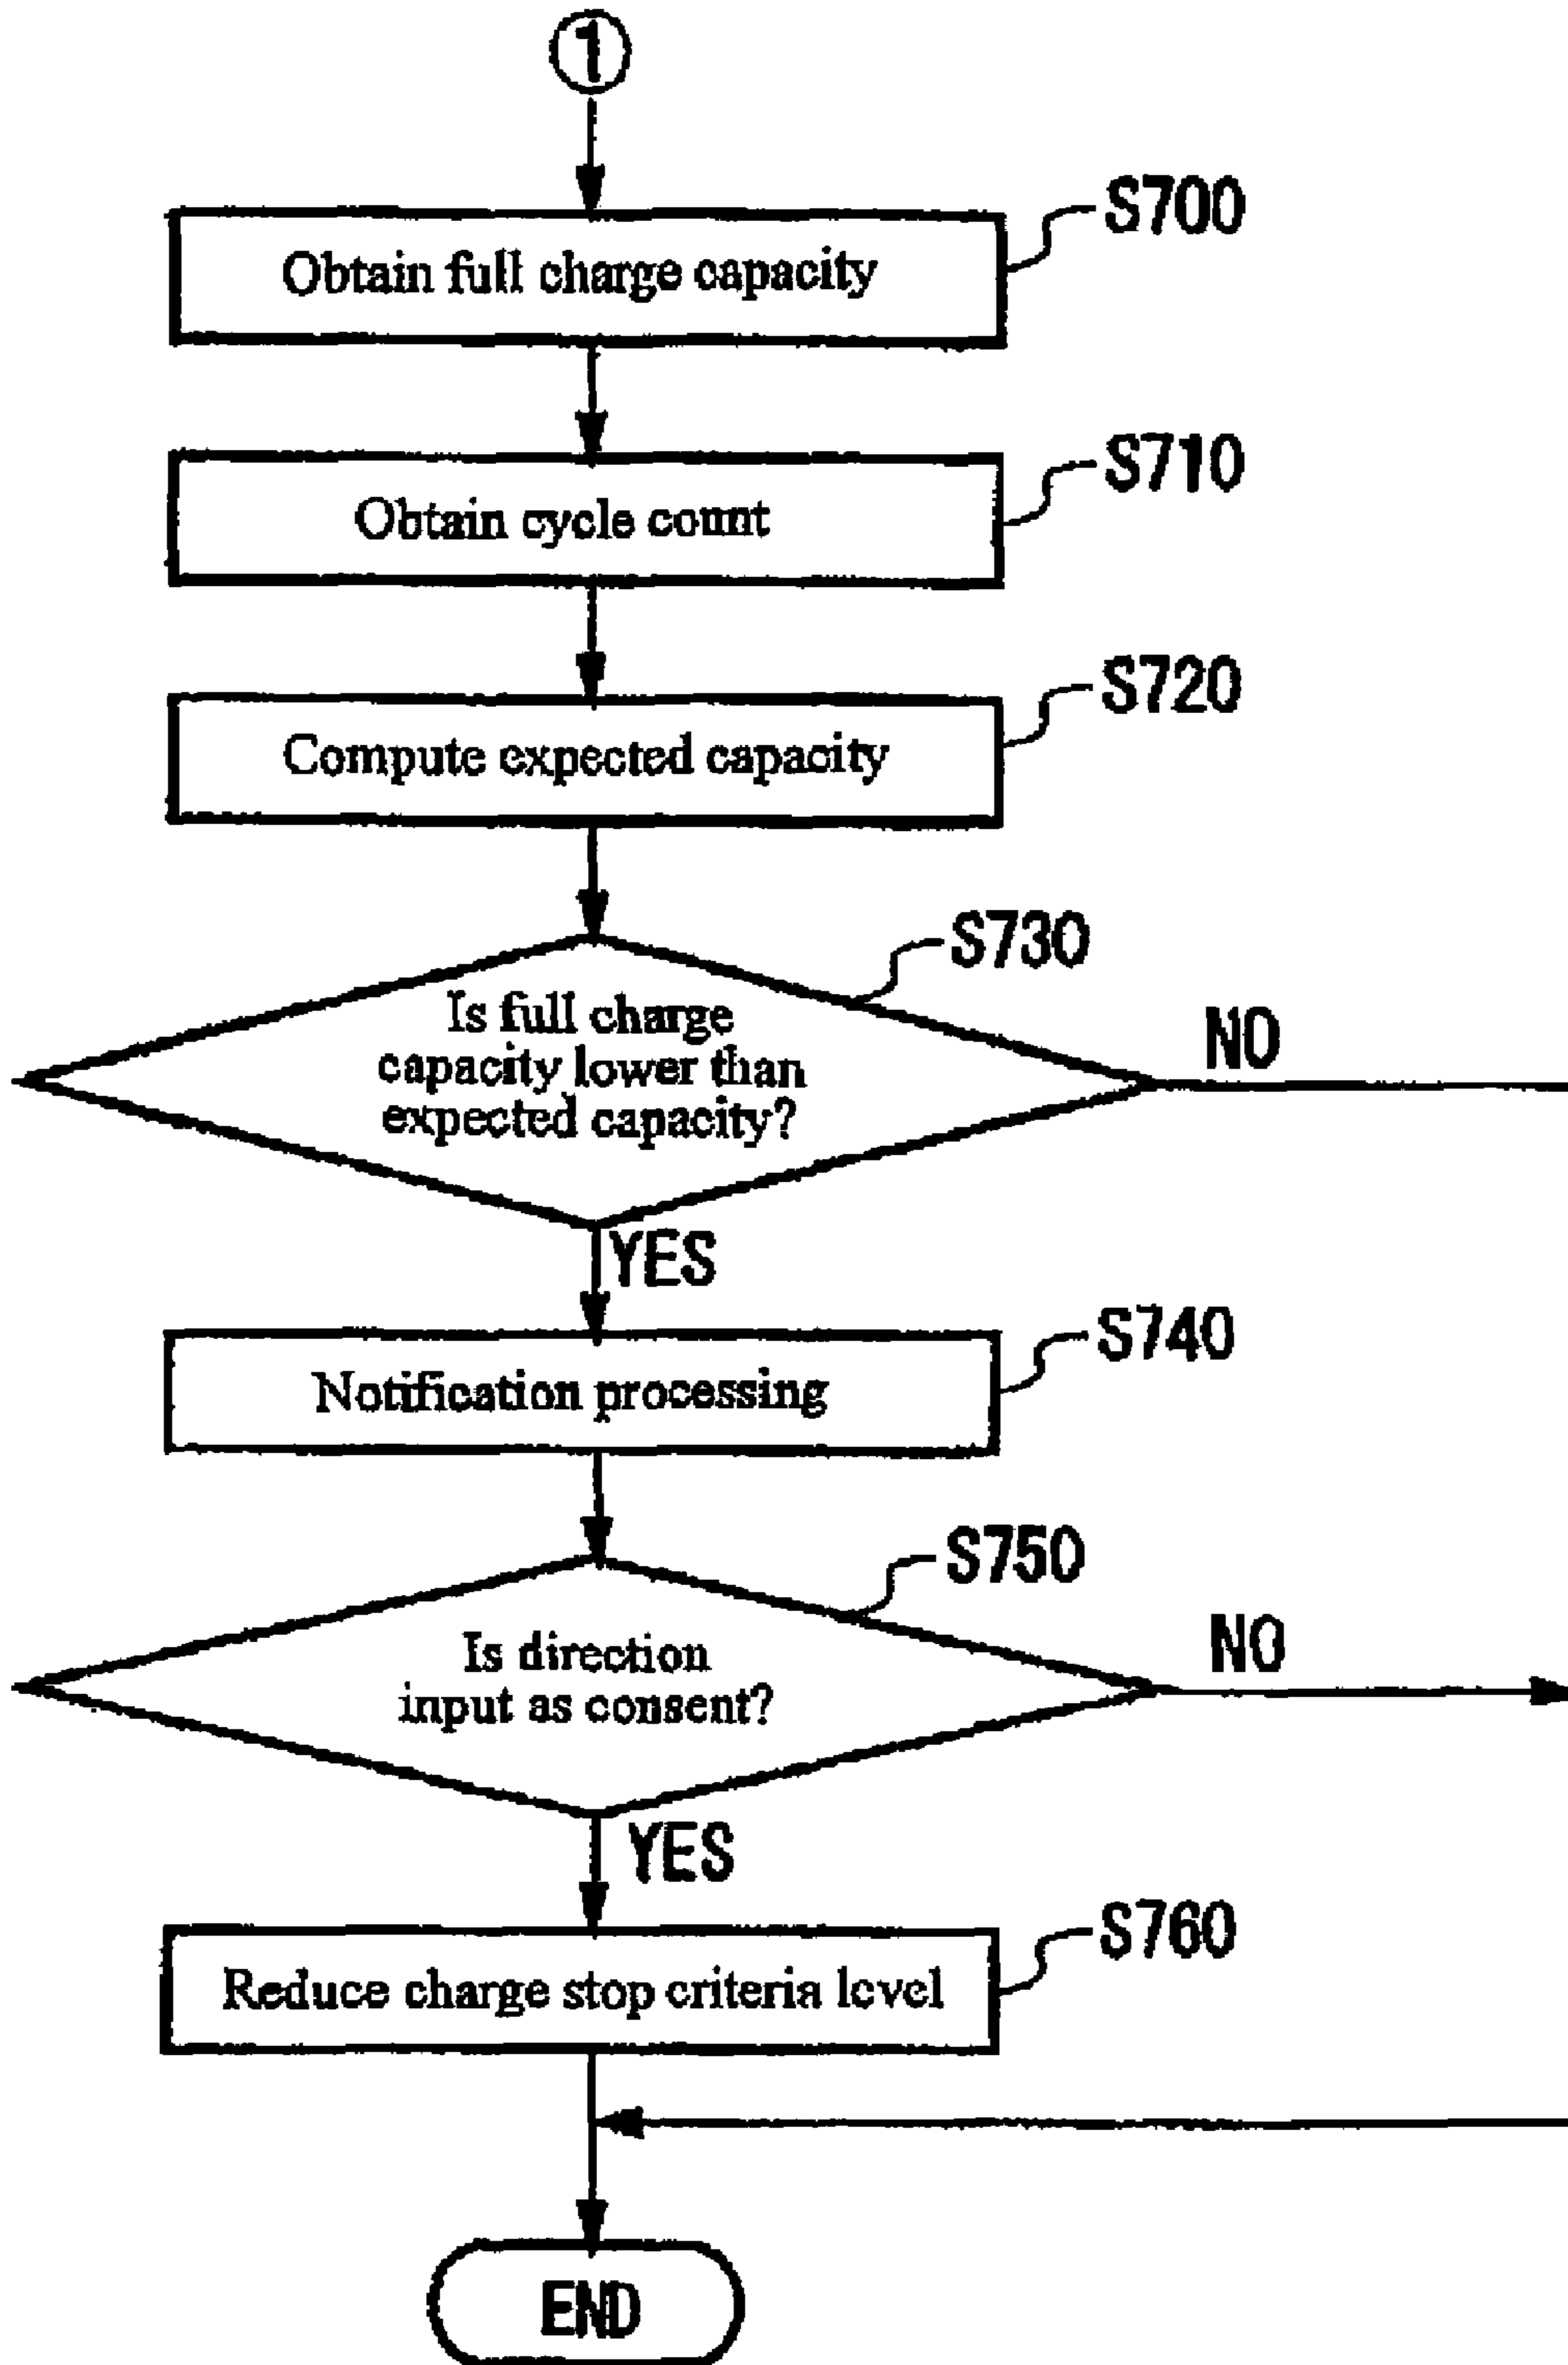 1
S700
Obtain full charge capacity
S710
Obtain cycle count
S720
Compute expected capacity
S730
Is full charge
capacity lower than
expected capacity?
NO
YES
S740
Notification processing
S750
Is direction
input as consent?
NO
YES
S760
Reduce charge stop criteria level
END